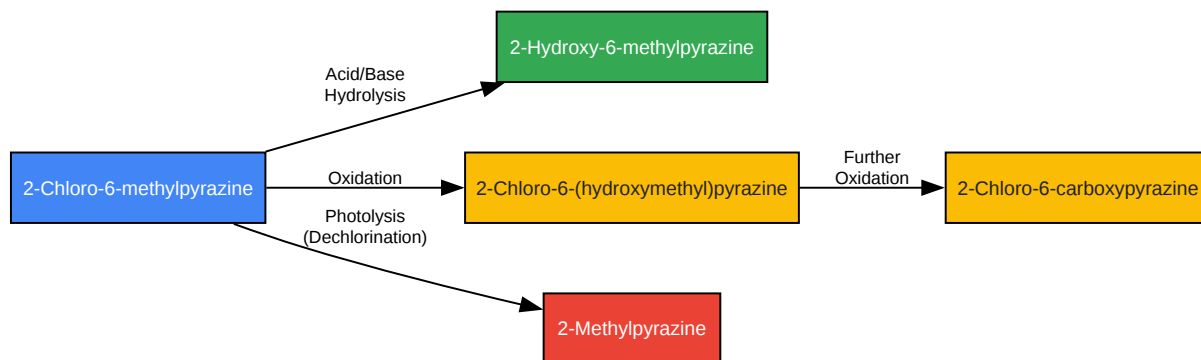 2-Hydroxy-6-methylpyrazine
Acid/Base
Hydrolysis
2-Chloro-6-methylpyrazine
Oxidation
2-Chloro-6-(hydroxymethyl)pyrazine
Further
Oxidation
2-Chloro-6-carboxypyrazine
Photolysis
(Dechlorination)
2-Methylpyrazine